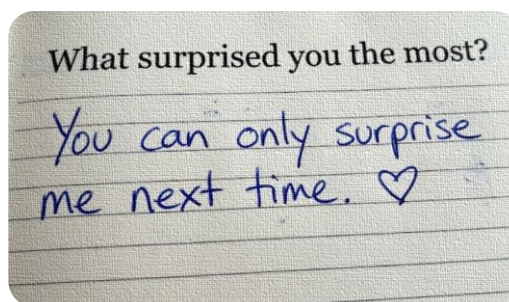 What surprised you the most?
You can only surprise
me next time. ♡